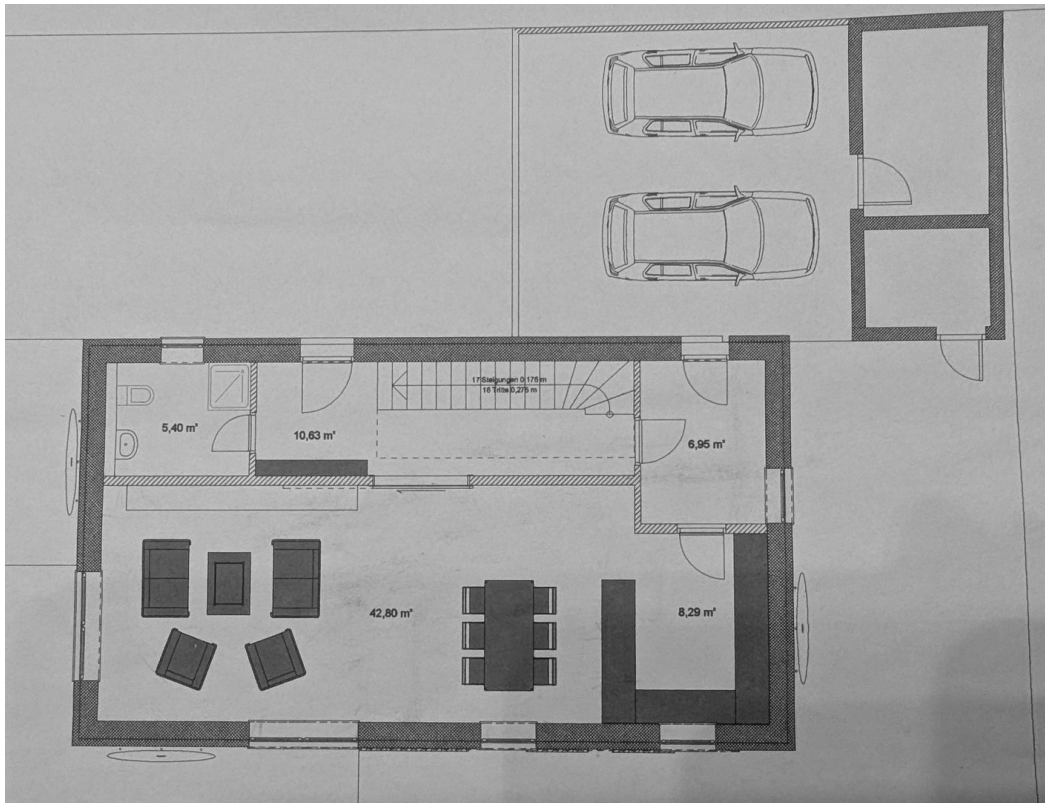 17 Steigungen 0,176 m
16 Tritte 0,275 m
5,40 m²
10,63 m²
6,95 m²
42,80 m²
8,29 m²